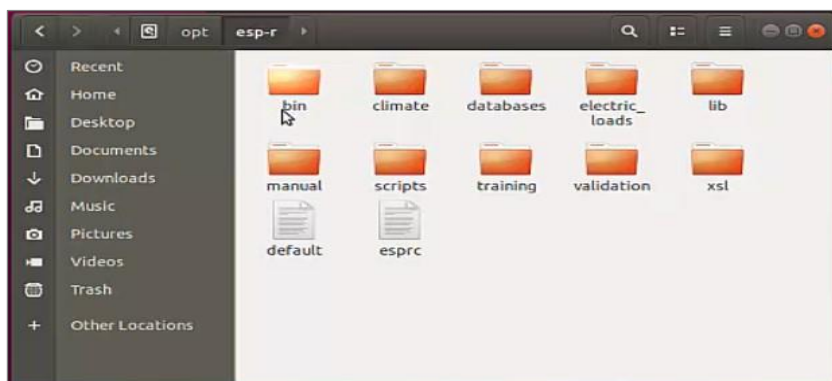 opt esp-r
Recent
Home
Desktop
Documents
Downloads
Music
Pictures
Videos
Trash
Other Locations
bin climate databases electric_ lib
loads
manual scripts training validation xsl
default esprc